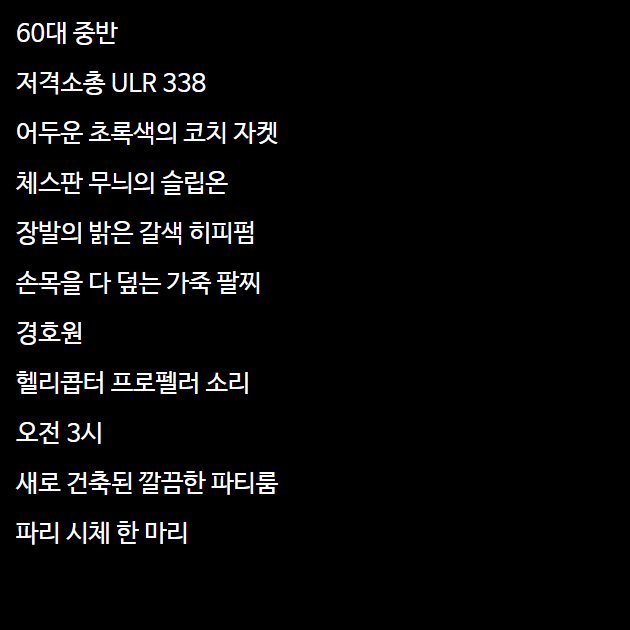 60대 중반
저격소총 ULR 338
어두운 초록색의 코치 자켓
체스판 무늬의 슬립온
장발의 밝은 갈색 히피펌
손목을 다 덮는 가죽 팔찌
경호원
헬리콥터 프로펠러 소리
오전 3시
새로 건축된 깔끔한 파티룸
파리 시체 한 마리